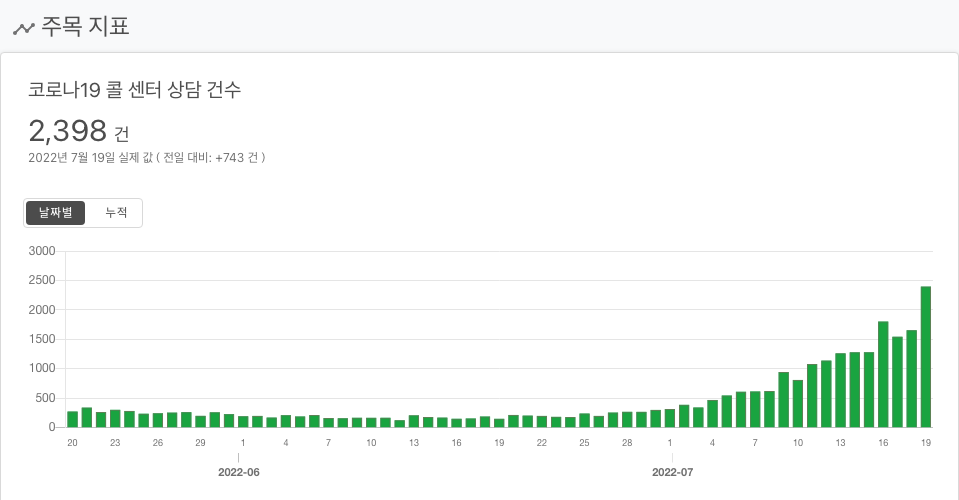 주목 지표
코로나19 콜 센터 상담 건수
2,398 건
2022년 7월 19일 실제 값 ( 전일 대비: +743 건 )
날짜별 누적
3000
2500
2000
1500
1000
500
0
20 23 26 29 1 4 7 10 13 16 19 22 25 28 1 4 7 10 13 16 19
2022-06 2022-07